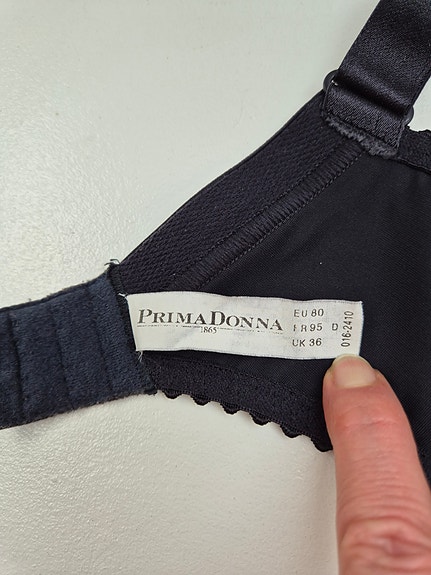 PRIMADONNA
1865
EU 80
FR 95 D
UK 36
016-2410